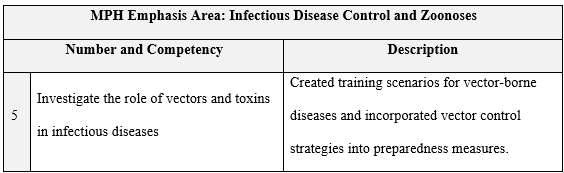 MPH Emphasis Area: Infectious Disease Control and Zoonoses
Number and Competency
Description
5
Investigate the role of vectors and toxins
in infectious diseases
Created training scenarios for vector-borne
diseases and incorporated vector control
strategies into preparedness measures.